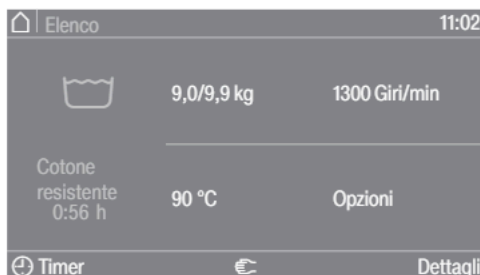 Elenco 11:02
9,0/9,9 kg 1300 Giri/min
Cotone
resistente
0:56 h
90 °C Opzioni
Timer Dettagli